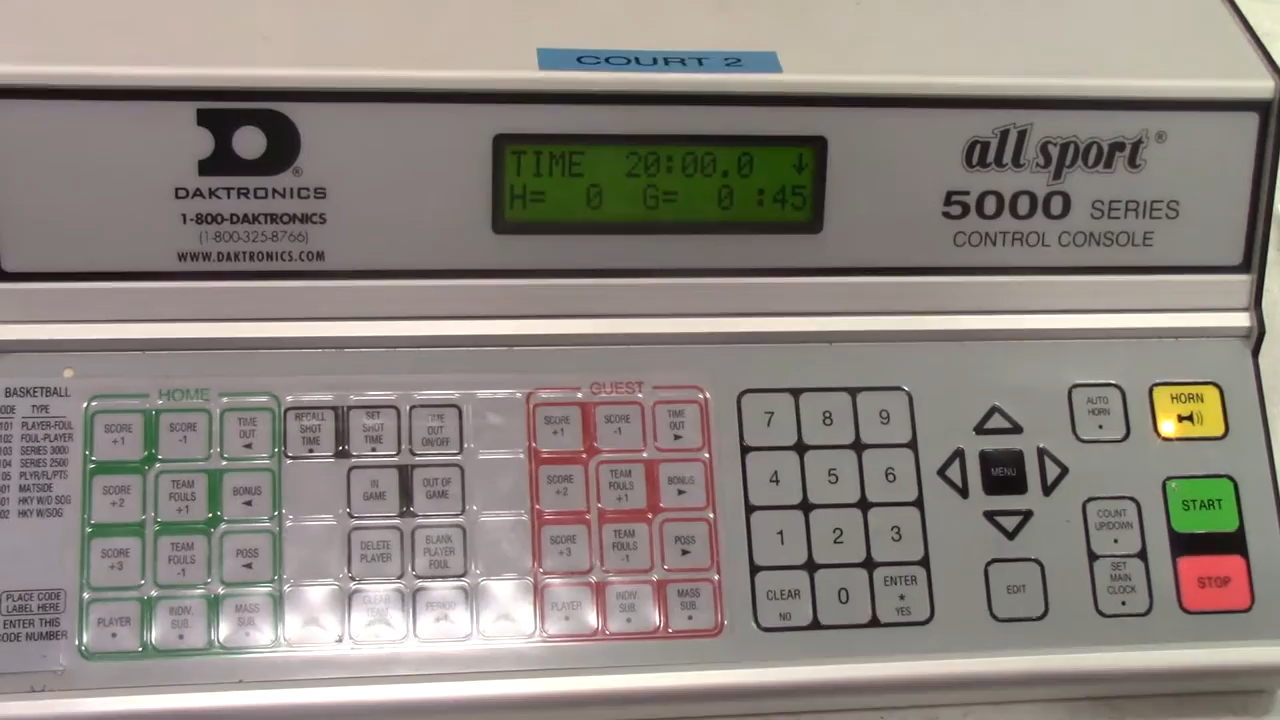 COURT 2
DAKTRONICS
1-800-DAKTRONICS
(1-800-325-8766)
WWW.DAKTRONICS.COM
TIME 20:00.0 ↓
H= 0 G= 0 :45
all sport®
5000 SERIES
CONTROL CONSOLE
BASKETBALL
ODE TYPE
101 PLAYER-FOUL
102 FOUL-PLAYER
103 SERIES 3000
104 SERIES 2500
05 PLYR/FL/PTS
01 MATSIDE
01 HKY W/O SOG
02 HKY W/SOG
PLACE CODE
LABEL HERE
ENTER THIS
CODE NUMBER
HOME
SCORE +1
SCORE -1
TIME OUT
SCORE +2
TEAM FOULS +1
BONUS
SCORE +3
TEAM FOULS -1
POSS
PLAYER
INDIV. SUB.
MASS SUB.
RECALL SHOT TIME
SET SHOT TIME
TIME OUT ON/OFF
IN GAME
OUT OF GAME
DELETE PLAYER
BLANK PLAYER FOUL
CLEAR TEAM
PERIOD +1
GUEST
SCORE +1
SCORE -1
TIME OUT
SCORE +2
TEAM FOULS +1
BONUS
SCORE +3
TEAM FOULS -1
POSS
PLAYER
INDIV. SUB.
MASS SUB.
7 8 9
4 5 6
1 2 3
CLEAR NO
0
ENTER * YES
MENU
EDIT
AUTO HORN
HORN
COUNT UP/DOWN
START
SET MAIN CLOCK
STOP